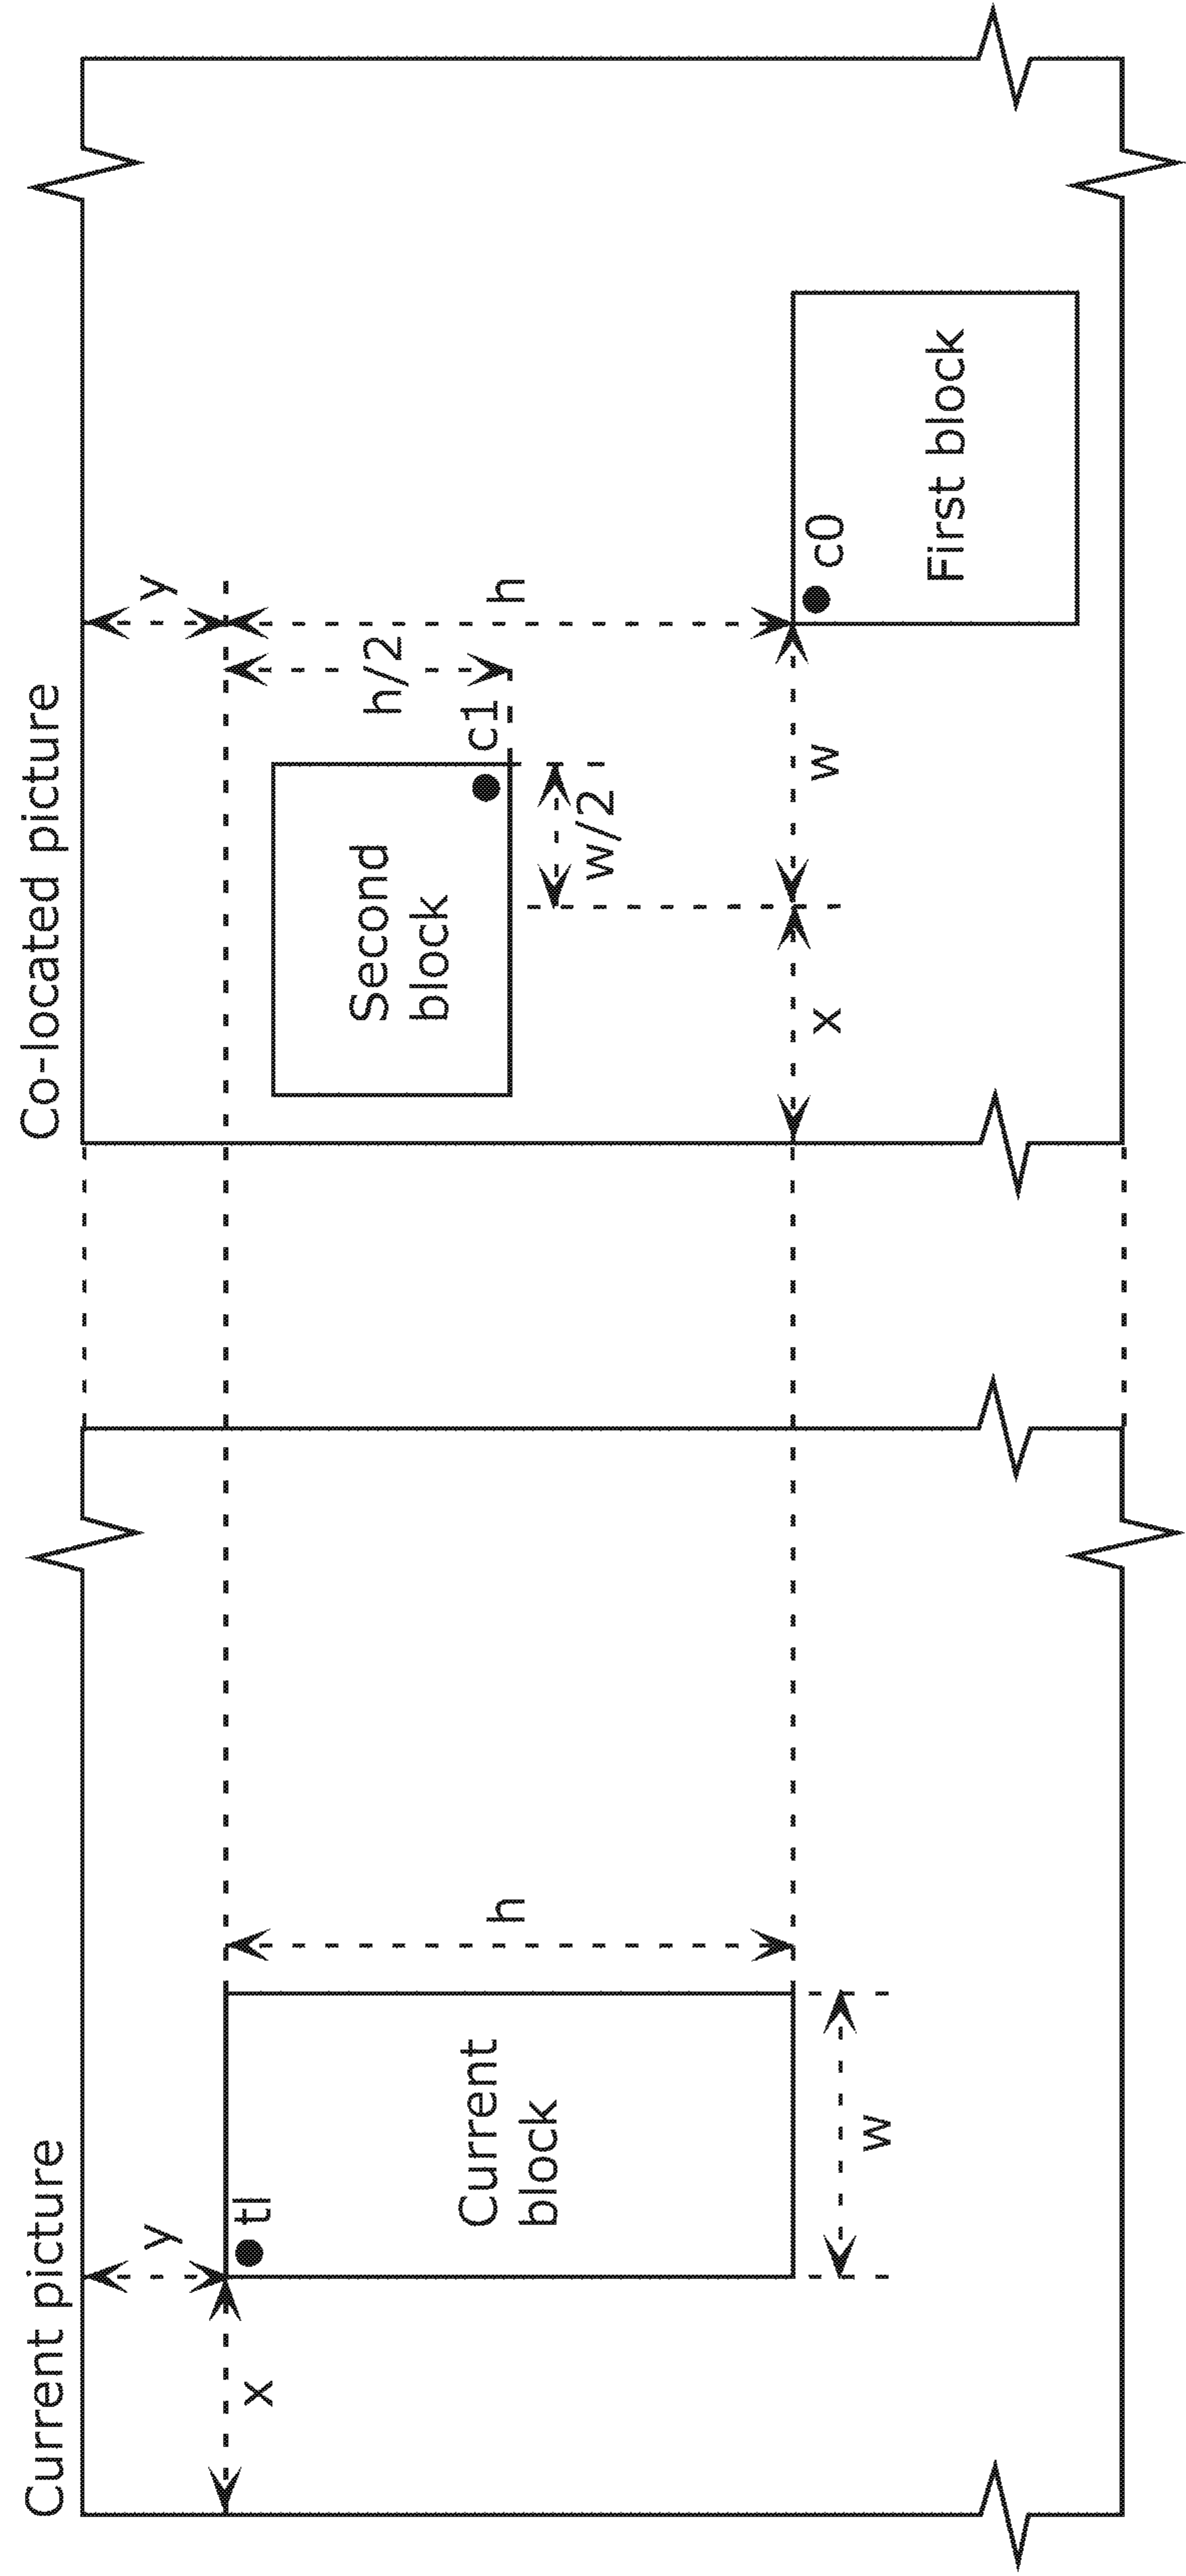 Current picture
y
x
tl
Current
block
h
w
Co-located picture
y
h/2
h
c1
Second
block
w/2
w
x
c0
First block